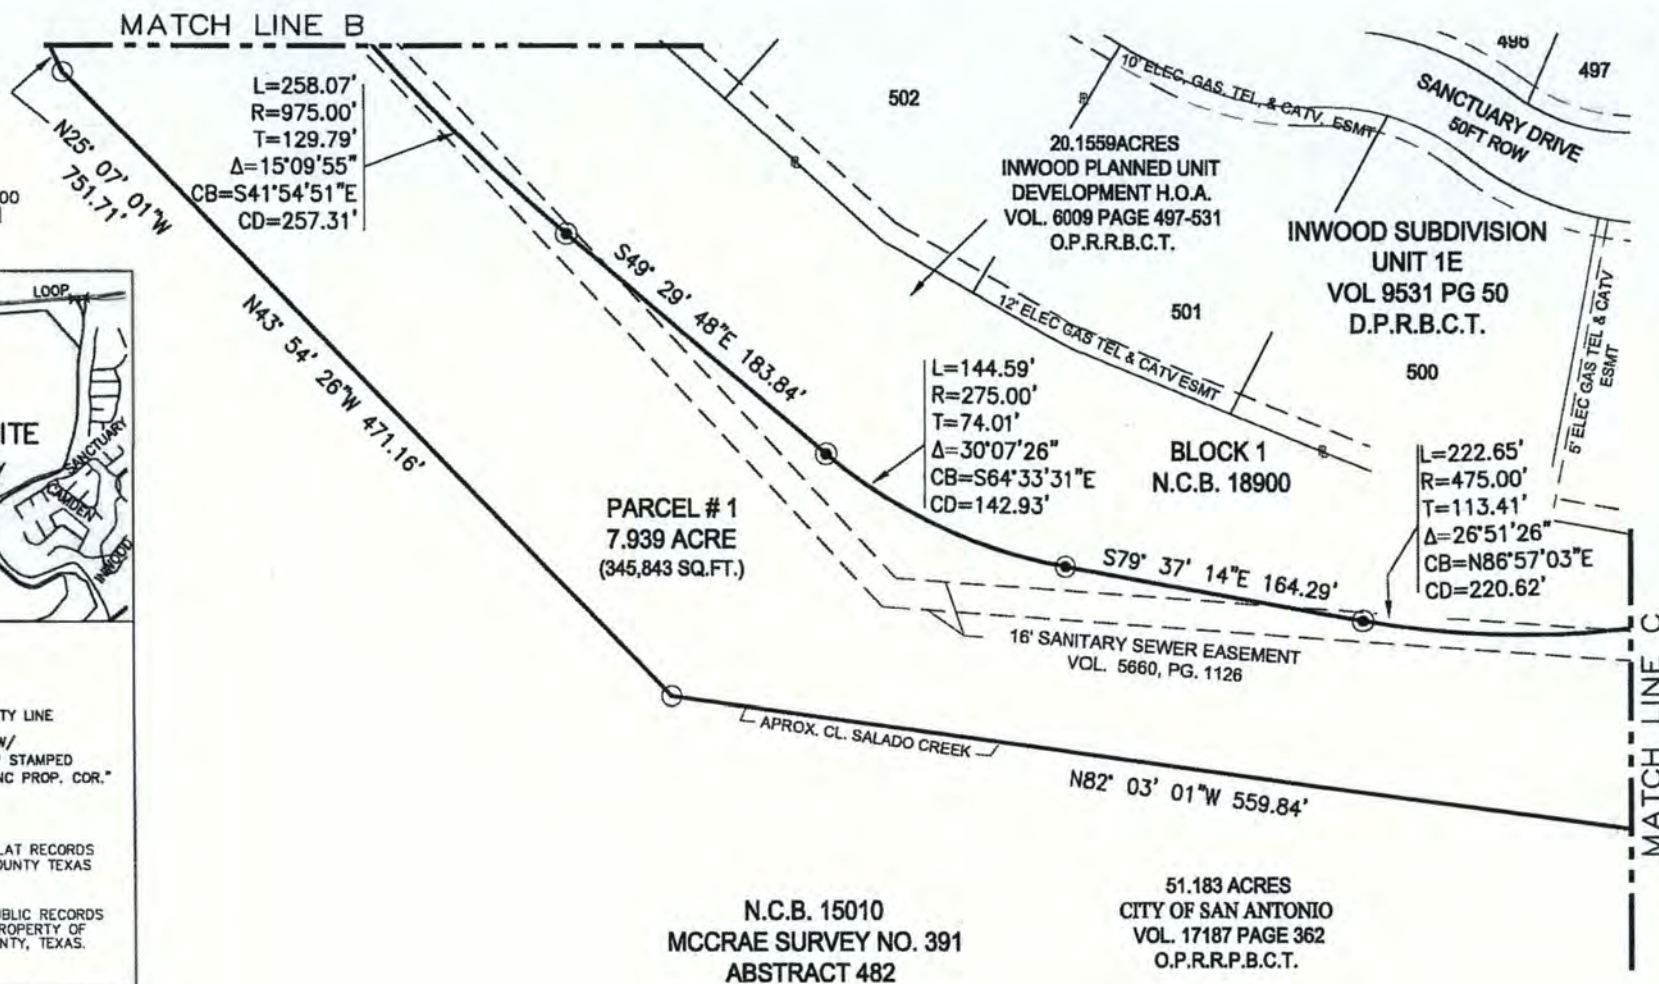 MATCH LINE B
L=258.07'
R=975.00'
T=129.79'
Δ=15°09'55"
CB=S41°54'51"E
CD=257.31'
N25° 07' 01"W
751.71'
00
502
10' ELEC, GAS, TEL, & CATV, ESMT
497
SANCTUARY DRIVE
50FT ROW
20.1559ACRES
INWOOD PLANNED UNIT
DEVELOPMENT H.O.A.
VOL. 6009 PAGE 497-531
O.P.R.R.B.C.T.
INWOOD SUBDIVISION
UNIT 1E
VOL 9531 PG 50
D.P.R.B.C.T.
S49° 29' 48"E 183.84'
12' ELEC GAS TEL & CATV ESMT
501
500
5' ELEC GAS TEL & CATV
ESMT
LOOP
ITE
SANCTUARY
CAMDEN
INWOOD
N43° 54' 26"W 471.16'
L=144.59'
R=275.00'
T=74.01'
Δ=30°07'26"
CB=S64°33'31"E
CD=142.93'
BLOCK 1
N.C.B. 18900
L=222.65'
R=475.00'
T=113.41'
Δ=26°51'26"
CB=N86°57'03"E
CD=220.62'
PARCEL # 1
7.939 ACRE
(345,843 SQ.FT.)
S79° 37' 14"E 164.29'
16' SANITARY SEWER EASEMENT
VOL. 5660, PG. 1126
MATCH LINE C
APROX. CL. SALADO CREEK
N82° 03' 01"W 559.84'
TY LINE
W/
STAMPED
NC PROP. COR."
LAT RECORDS
OUNTY TEXAS
BLIC RECORDS
ROPERTY OF
NTY, TEXAS.
N.C.B. 15010
MCCRAE SURVEY NO. 391
ABSTRACT 482
51.183 ACRES
CITY OF SAN ANTONIO
VOL. 17187 PAGE 362
O.P.R.R.P.B.C.T.